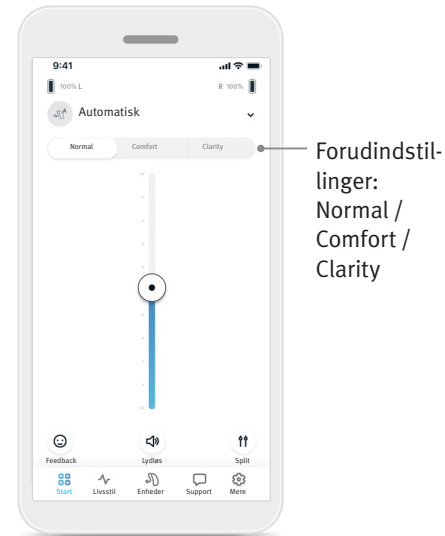 9:41
100% L
R 100%
A
Automatisk
Normal
Comfort
Clarity
Feedback
Lydløs
Split
Start
Livsstil
Enheder
Support
Mere
Forudindstil-
linger:
Normal /
Comfort /
Clarity